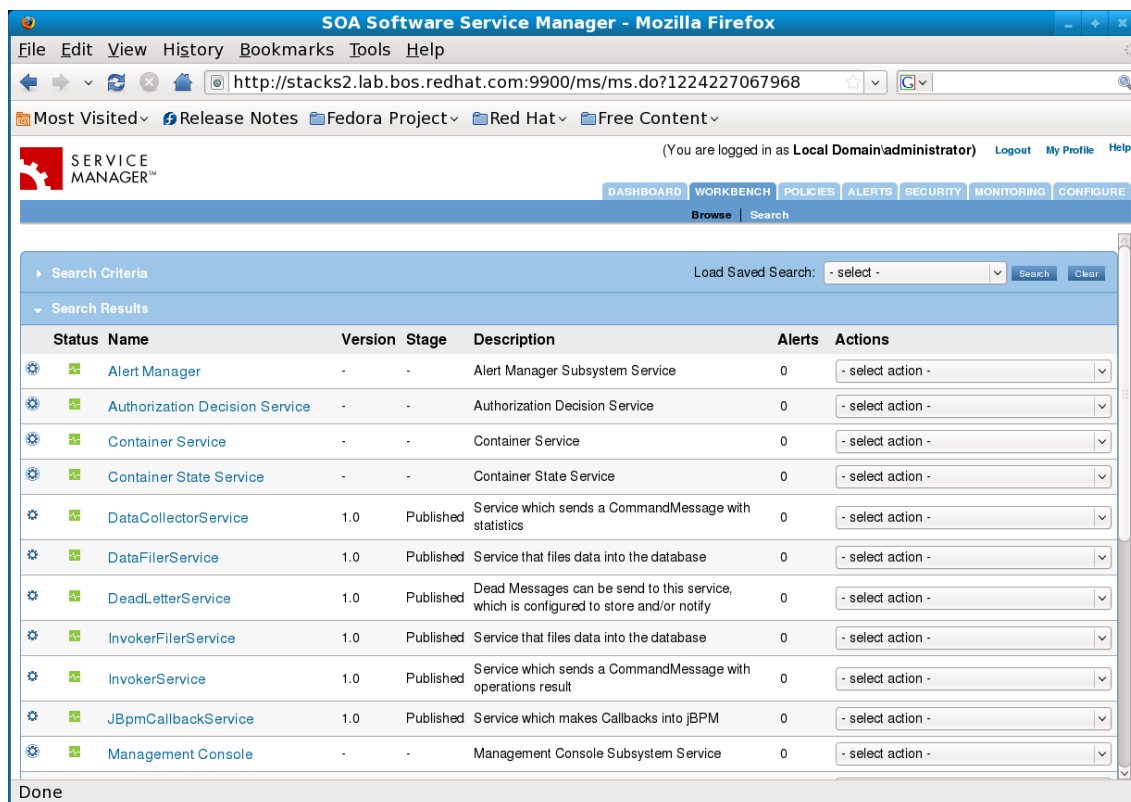 SOA Software Service Manager - Mozilla Firefox
File Edit View History Bookmarks Tools Help
http://stacks2.lab.bos.redhat.com:9900/ms/ms.do?1224227067968 G
Most Visited Release Notes Fedora Project Red Hat Free Content
SERVICE
MANAGER™
(You are logged in as Local Domain\administrator) Logout My Profile Help
DASHBOARD WORKBENCH POLICIES ALERTS SECURITY MONITORING CONFIGURE
Browse | Search
Search Criteria Load Saved Search: - select - Search Clear
Search Results
Status Name Version Stage Description Alerts Actions
Alert Manager - - Alert Manager Subsystem Service 0 - select action -
Authorization Decision Service - - Authorization Decision Service 0 - select action -
Container Service - - Container Service 0 - select action -
Container State Service - - Container State Service 0 - select action -
DataCollectorService 1.0 Published Service which sends a CommandMessage with
statistics 0 - select action -
DataFilerService 1.0 Published Service that files data into the database 0 - select action -
DeadLetterService 1.0 Published Dead Messages can be send to this service,
which is configured to store and/or notify 0 - select action -
InvokerFilerService 1.0 Published Service that files data into the database 0 - select action -
InvokerService 1.0 Published Service which sends a CommandMessage with
operations result 0 - select action -
JBpmCallbackService 1.0 Published Service which makes Callbacks into jBPM 0 - select action -
Management Console - - Management Console Subsystem Service 0 - select action -
Done